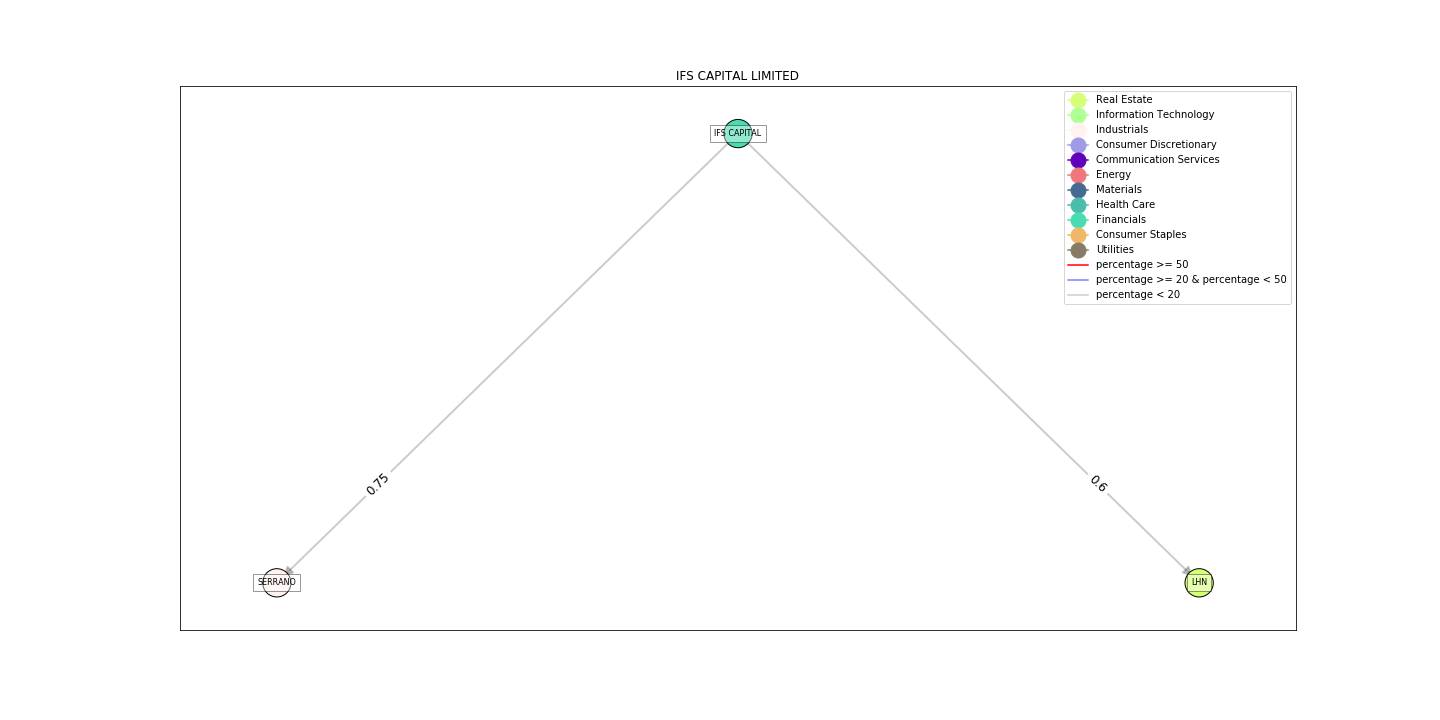 IFS CAPITAL LIMITED
IFS CAPITAL
Real Estate
Information Technology
Industrials
Consumer Discretionary
Communication Services
Energy
Materials
Health Care
Financials
Consumer Staples
Utilities
percentage >= 50
percentage >= 20 & percentage < 50
percentage < 20
0.75
0.6
SERRANO
LHN